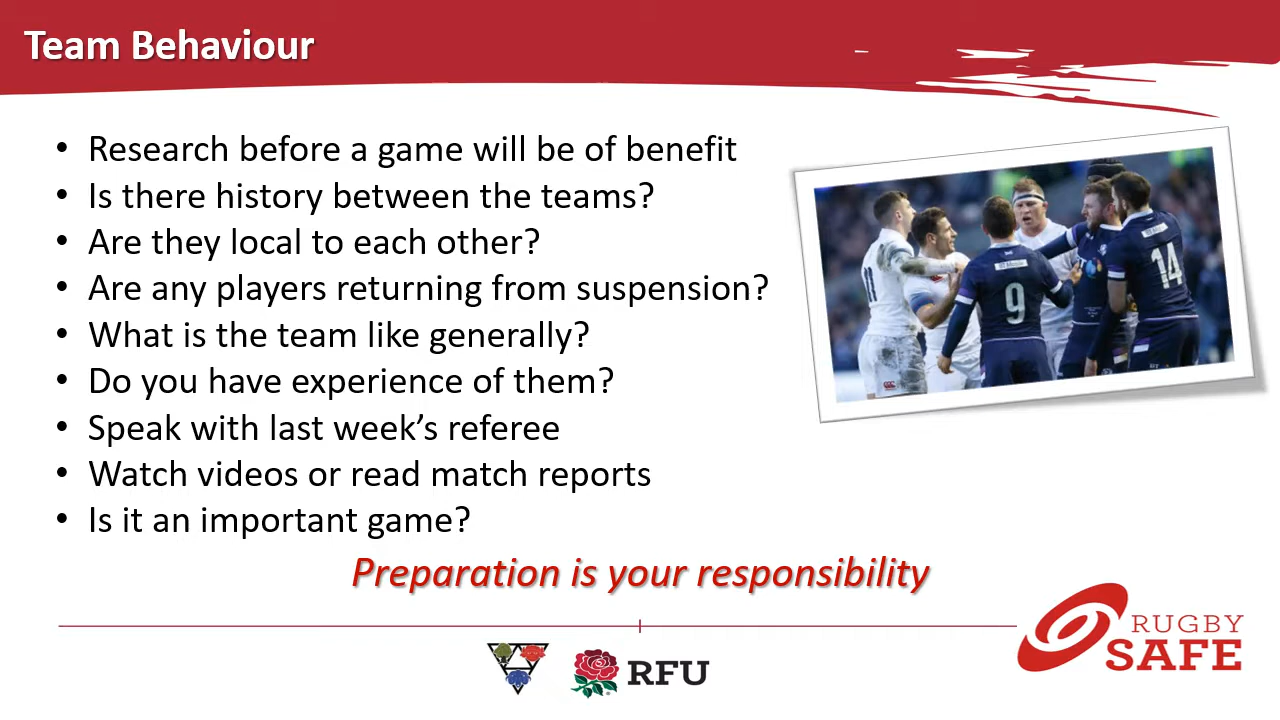 Team Behaviour
• Research before a game will be of benefit
• Is there history between the teams?
• Are they local to each other?
• Are any players returning from suspension?
• What is the team like generally?
• Do you have experience of them?
• Speak with last week’s referee
• Watch videos or read match reports
• Is it an important game?
Preparation is your responsibility
11
9
14
RFU
RUGBY
SAFE